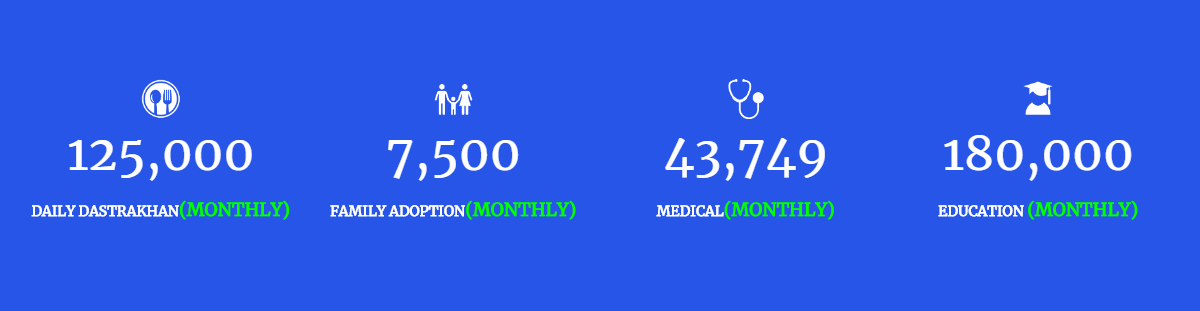 125,000
DAILY DASTRAKHAN(MONTHLY)
7,500
FAMILY ADOPTION(MONTHLY)
43,749
MEDICAL(MONTHLY)
180,000
EDUCATION (MONTHLY)